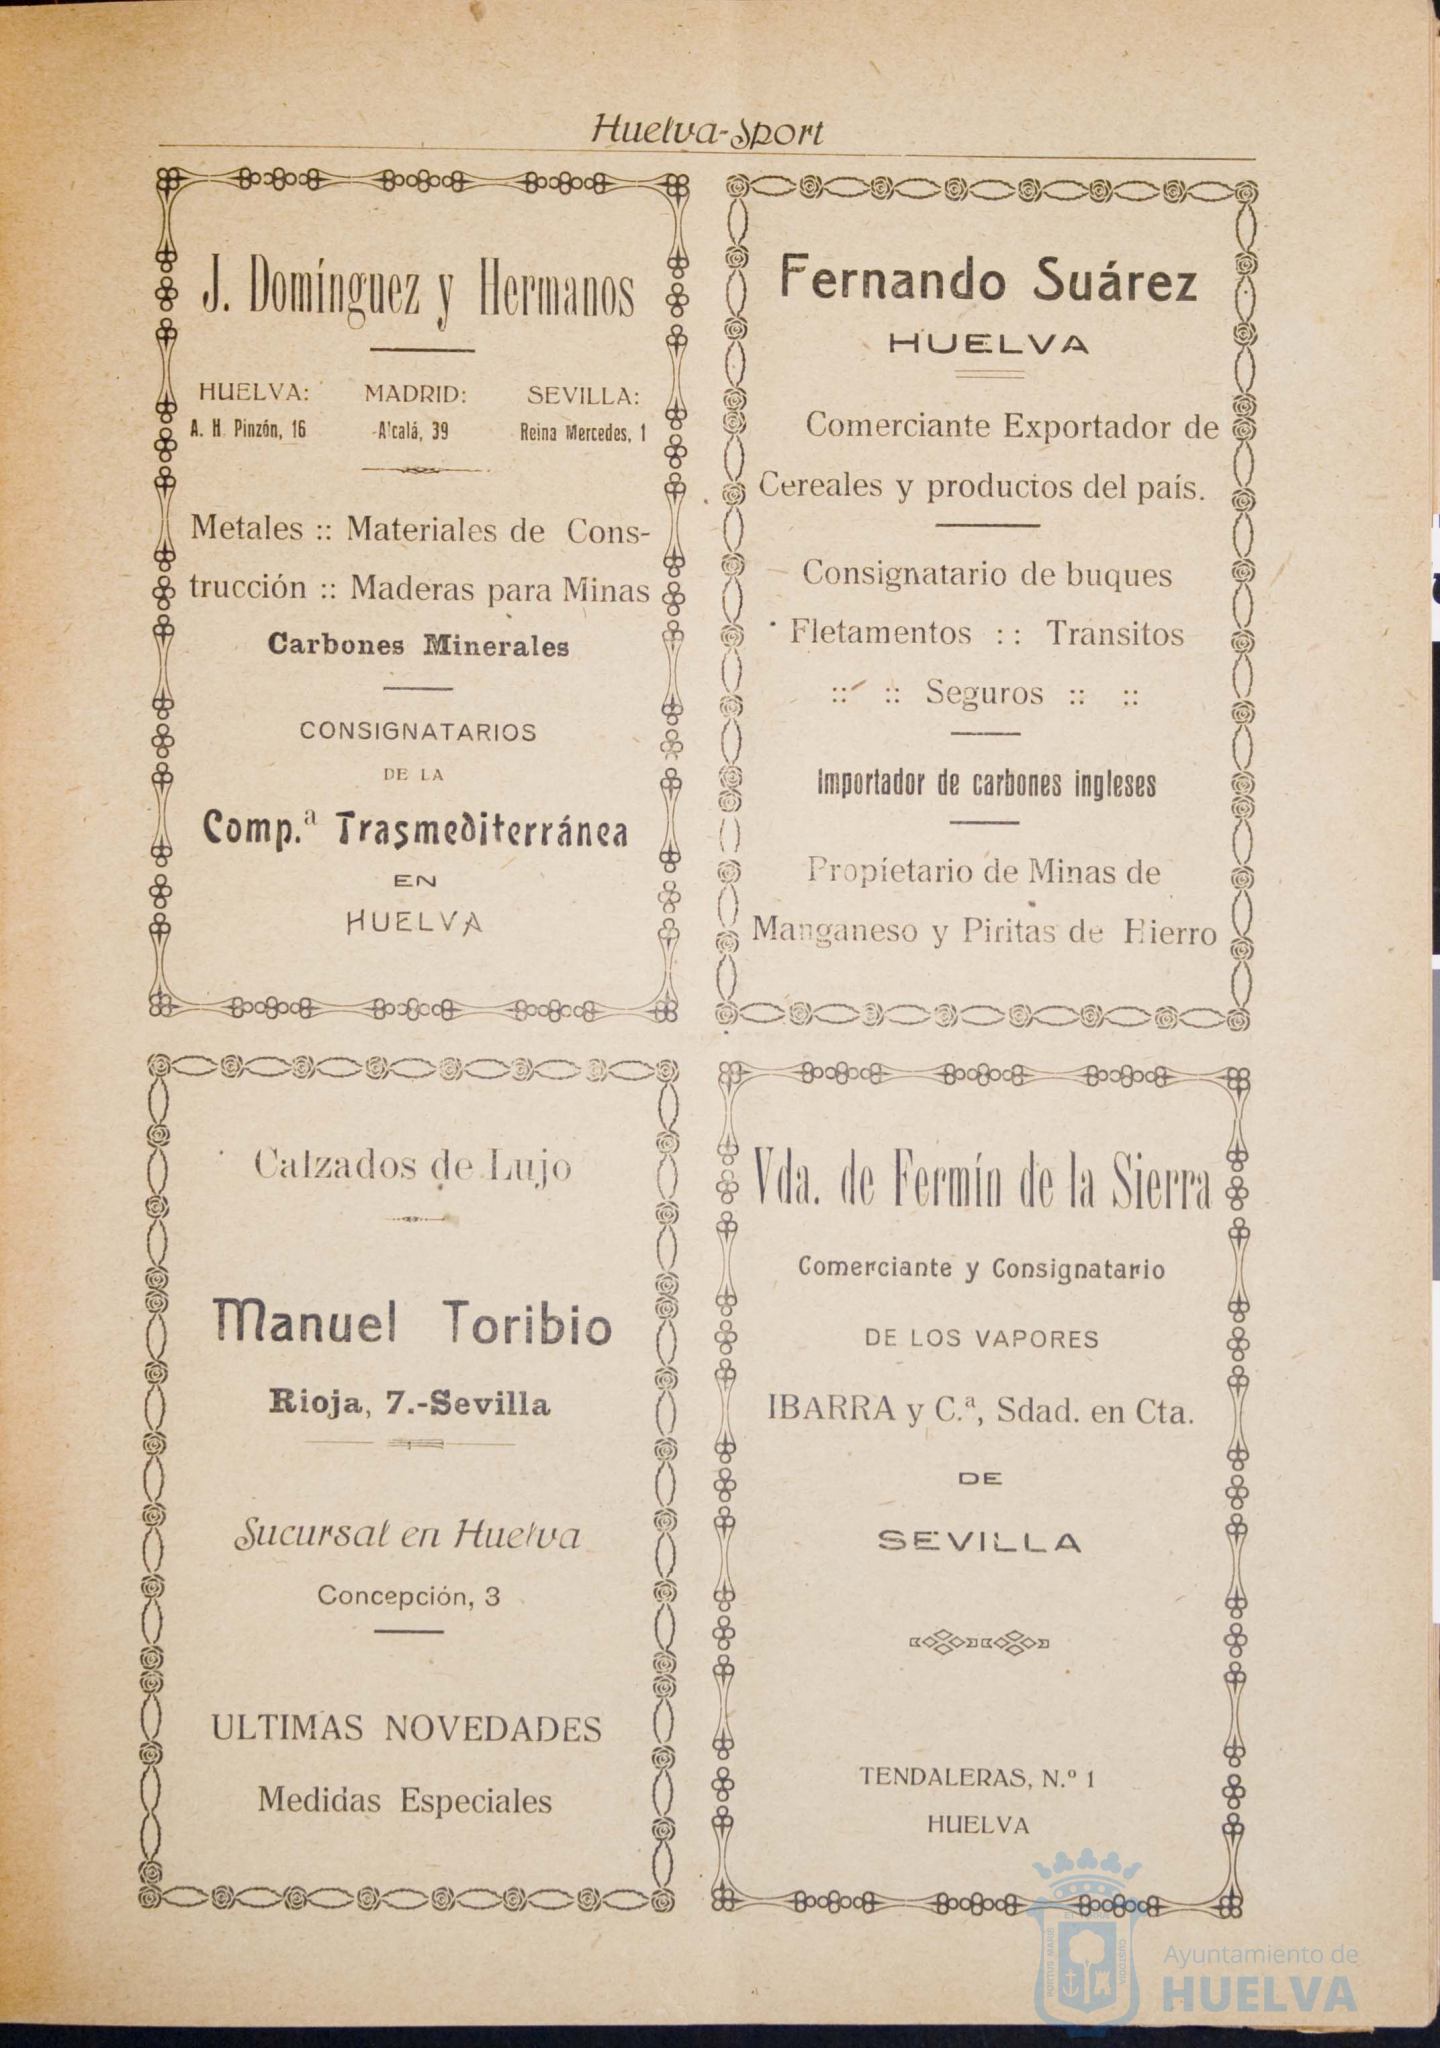 Huelva-Sport
J. Domínguez y Hermanos
HUELVA: MADRID: SEVILLA:
A. H. Pinzón, 16 Alcalá, 39 Reina Mercedes, 1
Metales :: Materiales de Cons-
trucción :: Maderas para Minas
Carbones Minerales
CONSIGNATARIOS
DE LA
Comp.ª Trasmediterránea
EN
HUELVA
Fernando Suárez
HUELVA
Comerciante Exportador de
Cereales y productos del país.
Consignatario de buques
Fletamentos :: Transitos
:: :: Seguros :: ::
Importador de carbones ingleses
Propietario de Minas de
Manganeso y Piritas de Hierro
Calzados de Lujo
Manuel Toribio
Rioja, 7.-Sevilla
Sucursal en Huelva
Concepción, 3
ULTIMAS NOVEDADES
Medidas Especiales
Vda. de Fermín de la Sierra
Comerciante y Consignatario
DE LOS VAPORES
IBARRA y C.ª, Sdad. en Cta.
DE
SEVILLA
TENDALERAS, N.º 1
HUELVA
PORTUS MARIS
CUSTODIA
Ayuntamiento de
HUELVA